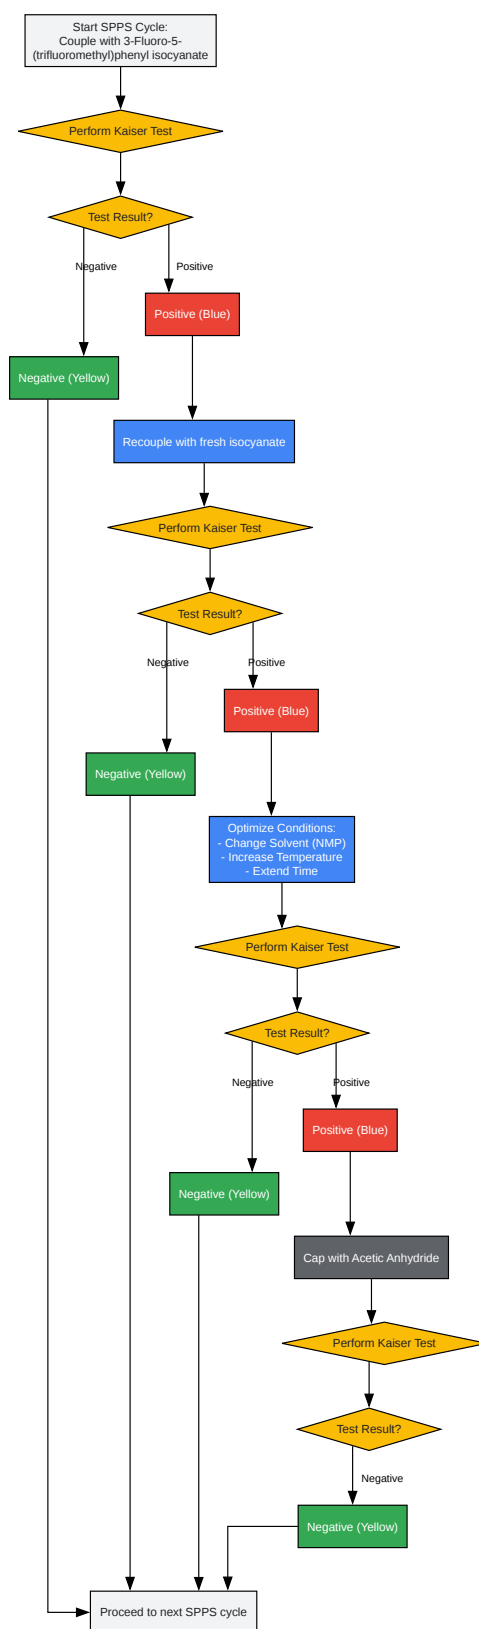 Start SPPS Cycle:
Couple with 3-Fluoro-5-
(trifluoromethyl)phenyl isocyanate
Perform Kaiser Test
Test Result?
Negative
Positive
Positive (Blue)
Negative (Yellow)
Recouple with fresh isocyanate
Perform Kaiser Test
Test Result?
Negative
Positive
Positive (Blue)
Negative (Yellow)
Optimize Conditions:
- Change Solvent (NMP)
- Increase Temperature
- Extend Time
Perform Kaiser Test
Test Result?
Negative
Positive
Positive (Blue)
Negative (Yellow)
Cap with Acetic Anhydride
Perform Kaiser Test
Test Result?
Negative
Negative (Yellow)
Proceed to next SPPS cycle